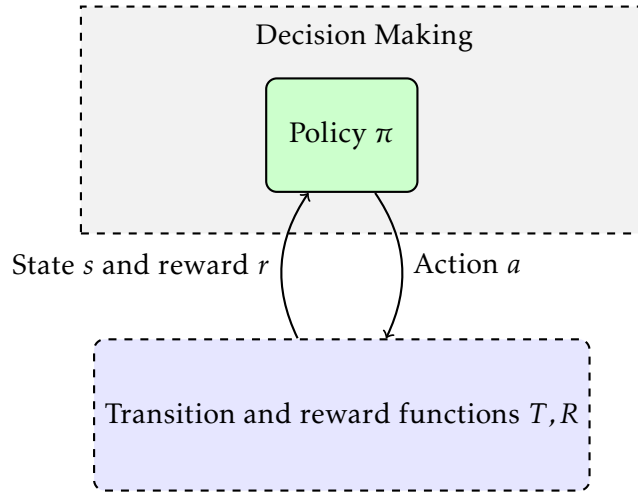 Decision Making
Policy π
State s and reward r
Action a
Transition and reward functions T, R